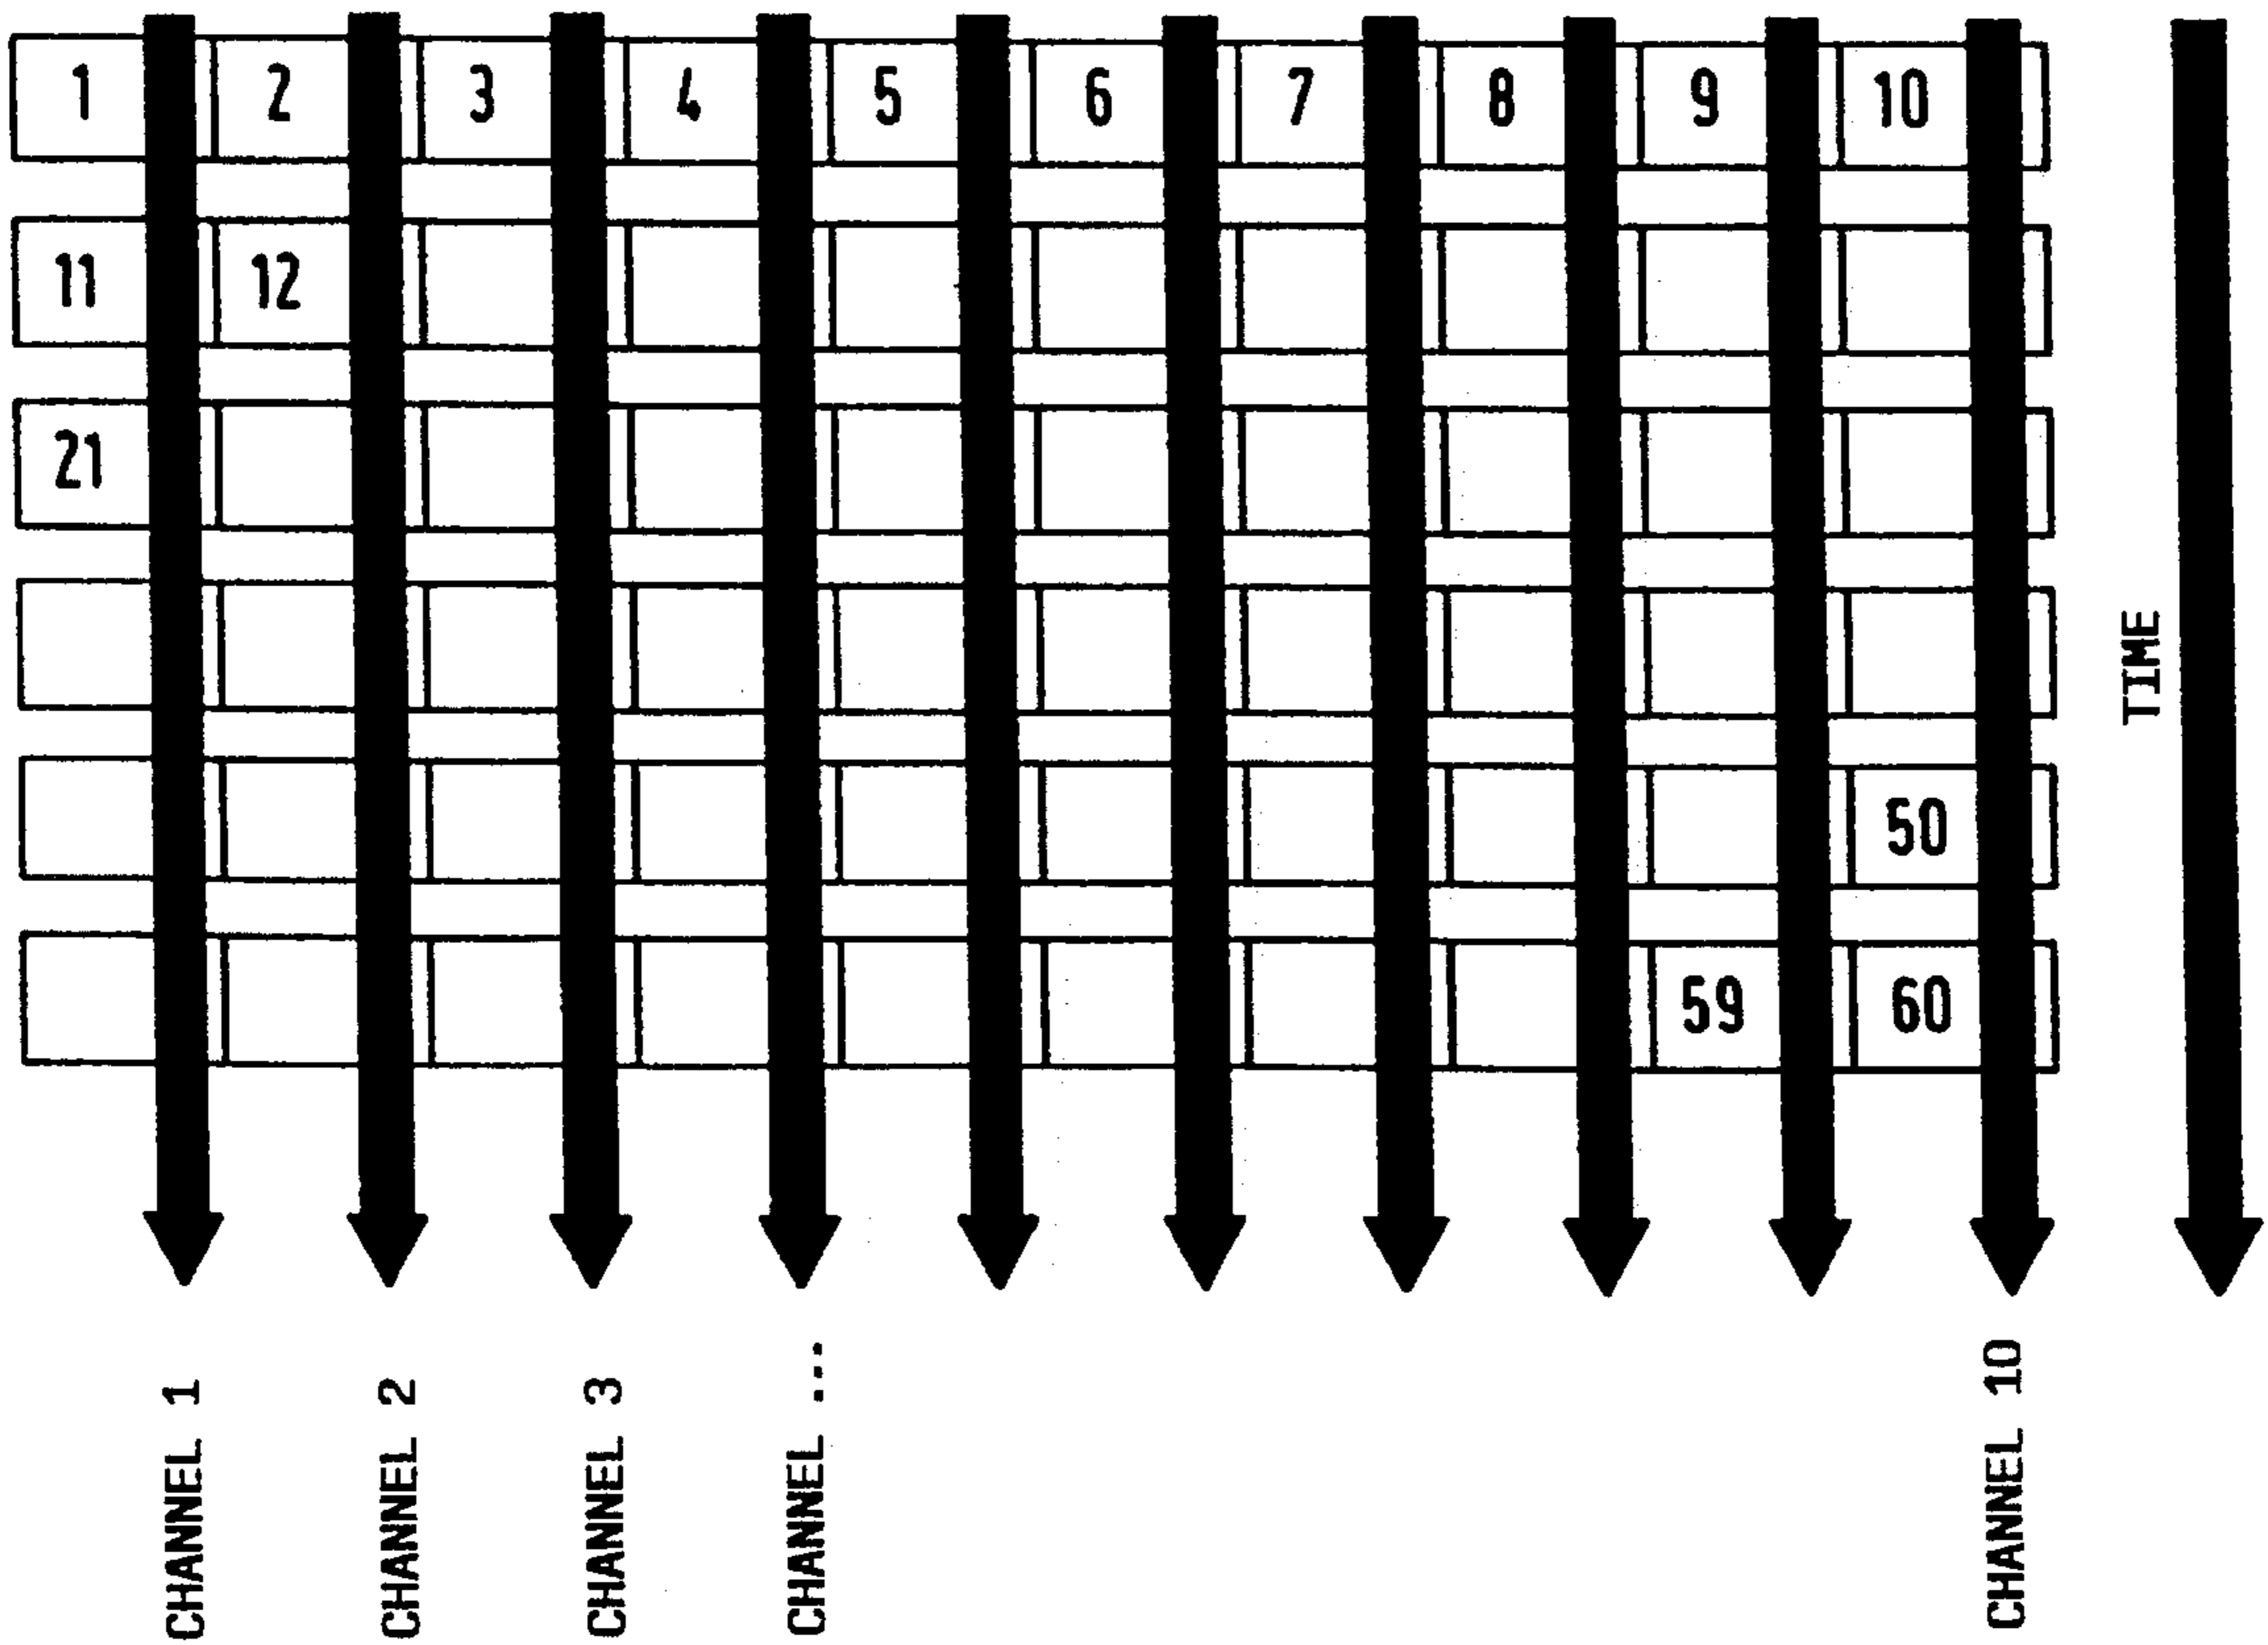 1 2 3 4 5 6 7 8 9 10
11 12
21
TIME
50
59 60
CHANNEL 1
CHANNEL 2
CHANNEL 3
CHANNEL ...
CHANNEL 10